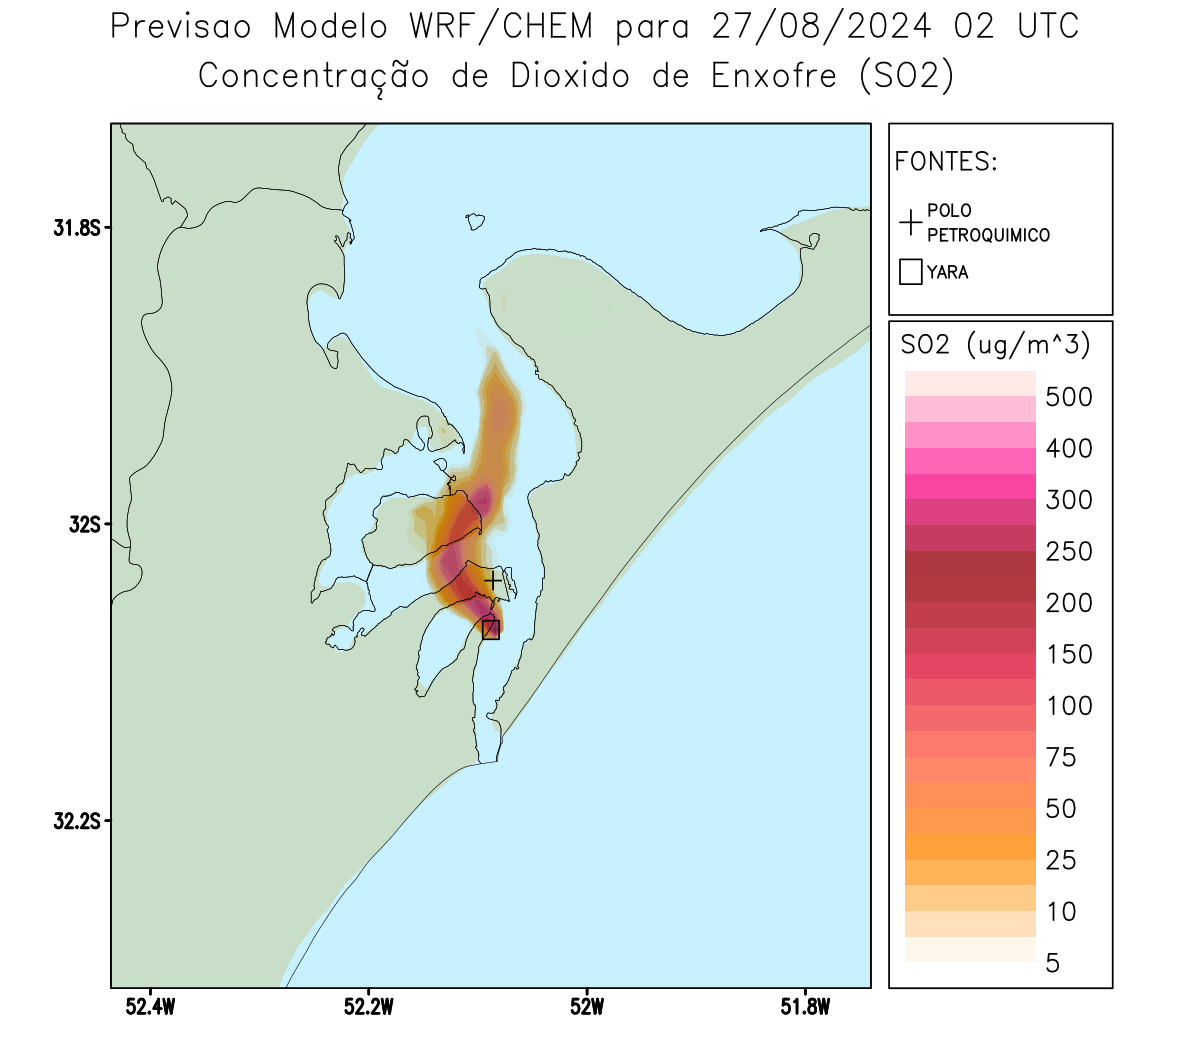 Previsao Modelo WRF/CHEM para 27/08/2024 02 UTC
Concentração de Dioxido de Enxofre (SO2)
FONTES:
POLO
PETROQUIMICO
YARA
SO2 (ug/m^3)
500
400
300
250
200
150
100
75
50
25
10
5
31.8S
32S
32.2S
52.4W
52.2W
52W
51.8W